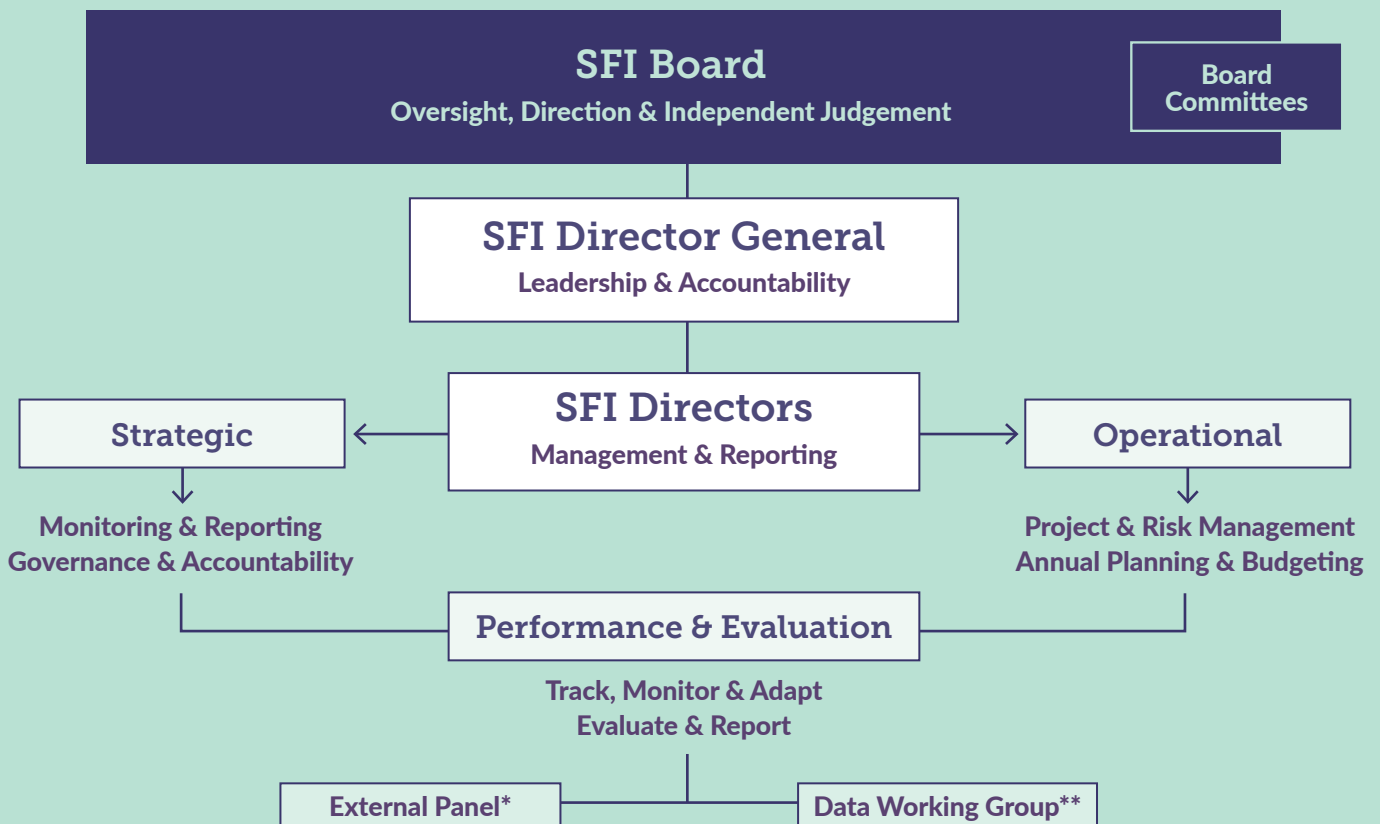 SFI Board
Oversight, Direction & Independent Judgement
Board
Committees
SFI Director General
Leadership & Accountability
SFI Directors
Management & Reporting
Strategic
Operational
Monitoring & Reporting
Governance & Accountability
Project & Risk Management
Annual Planning & Budgeting
Performance & Evaluation
Track, Monitor & Adapt
Evaluate & Report
External Panel*
Data Working Group**